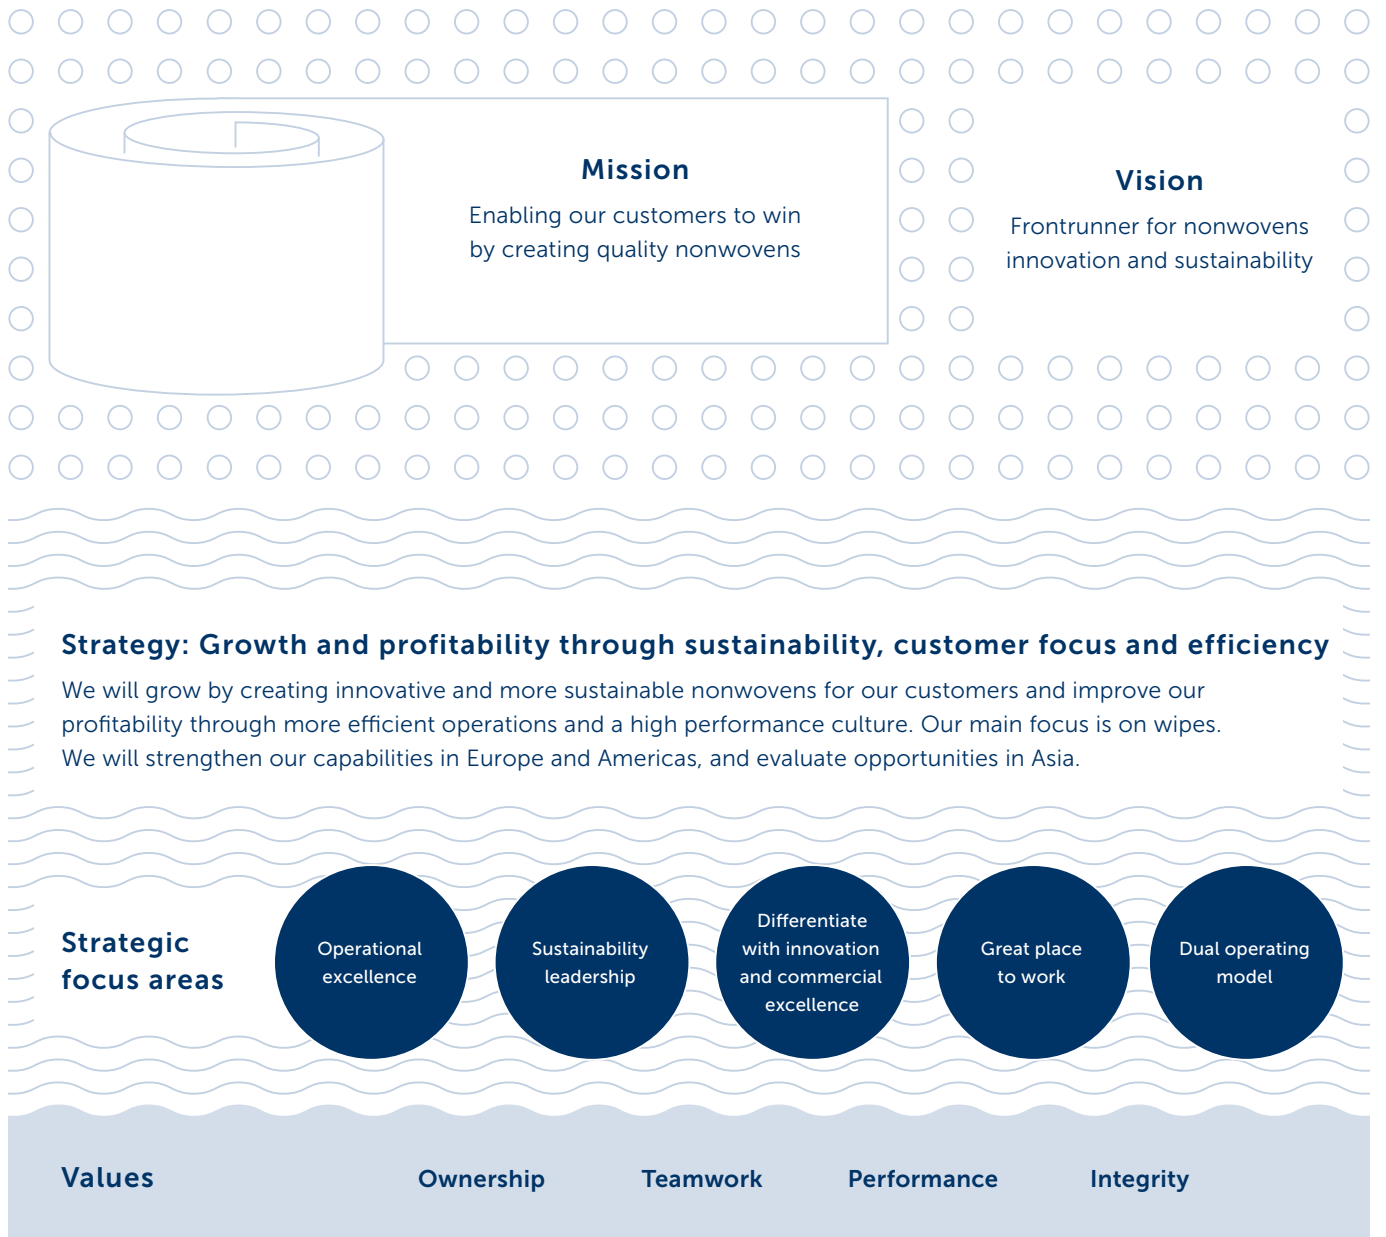 Mission
Enabling our customers to win
by creating quality nonwovens
Vision
Frontrunner for nonwovens
innovation and sustainability
Strategy: Growth and profitability through sustainability, customer focus and efficiency
We will grow by creating innovative and more sustainable nonwovens for our customers and improve our
profitability through more efficient operations and a high performance culture. Our main focus is on wipes.
We will strengthen our capabilities in Europe and Americas, and evaluate opportunities in Asia.
Strategic
focus areas
Operational
excellence
Sustainability
leadership
Differentiate
with innovation
and commercial
excellence
Great place
to work
Dual operating
model
Values
Ownership
Teamwork
Performance
Integrity